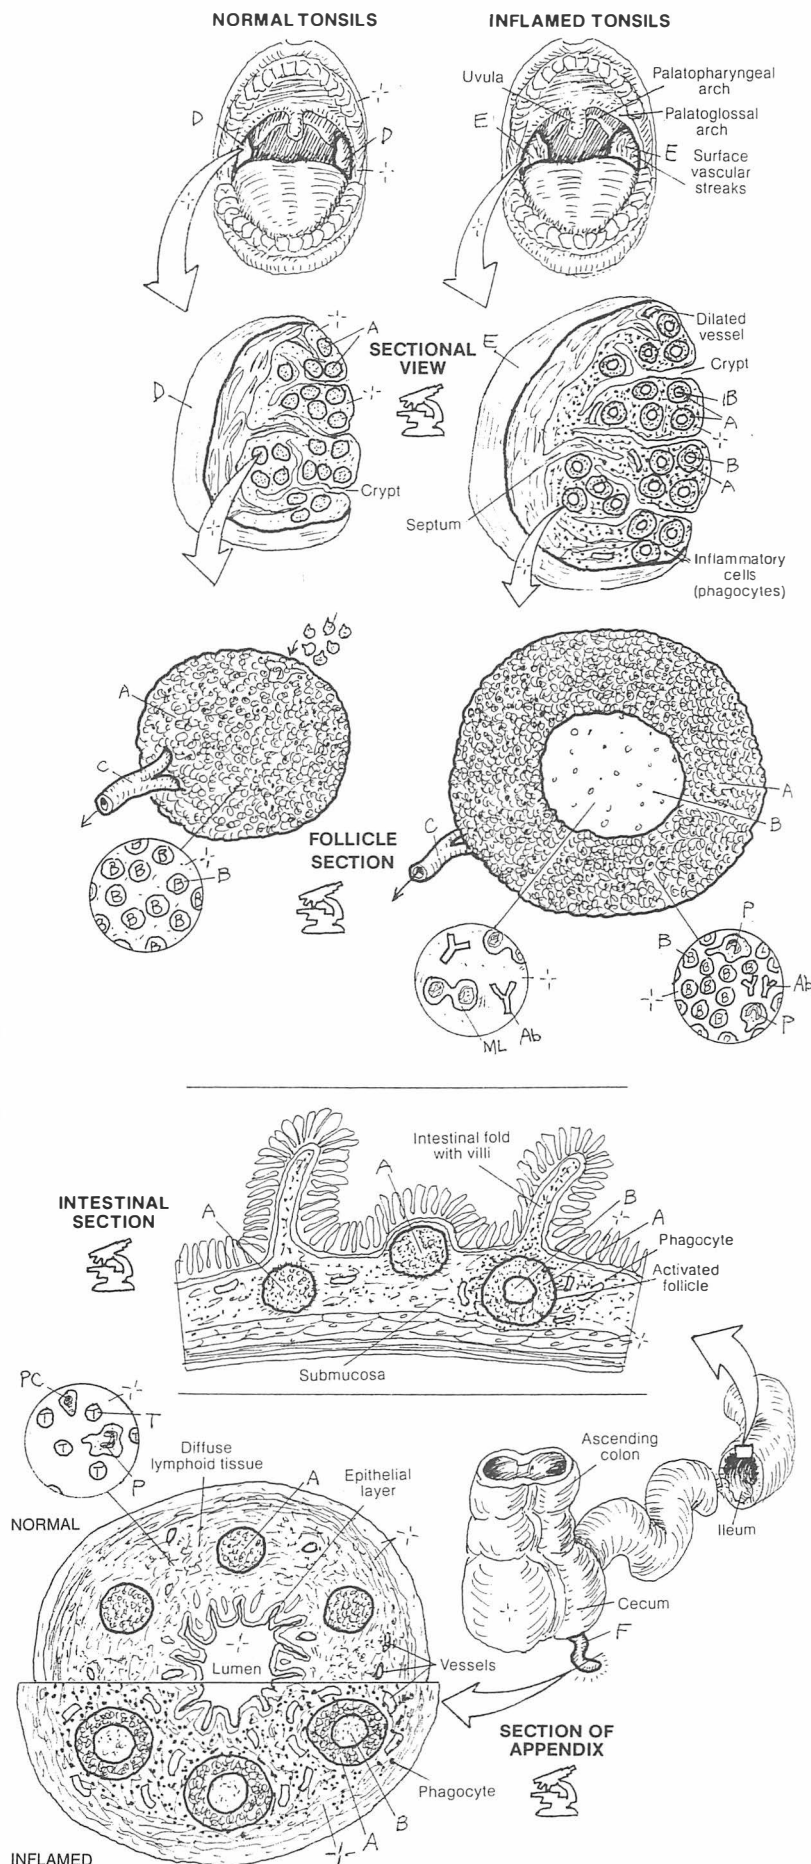 NORMAL TONSILS
INFLAMED TONSILS
Uvula
Palatopharyngeal
arch
Palatoglossal
arch
D
D
E
E
Surface
vascular
streaks
A
SECTIONAL
VIEW
D
Crypt
E
Dilated
vessel
Crypt
B
A
B
A
Septum
Inflammatory
cells
(phagocytes)
A
C
B
B
B
B
B
B
B
B
B
FOLLICLE
SECTION
A
B
C
ML
Ab
B
P
B
B
B
B
B
B
B
Ab
P
INTESTINAL
SECTION
A
A
Intestinal fold
with villi
B
A
Phagocyte
Activated
follicle
Submucosa
PC
T
T
T
T
T
P
NORMAL
Diffuse
lymphoid tissue
A
Epithelial
layer
Lumen
Vessels
Ascending
colon
Ileum
Cecum
F
SECTION OF
APPENDIX
Phagocyte
B
A
INFLAMED